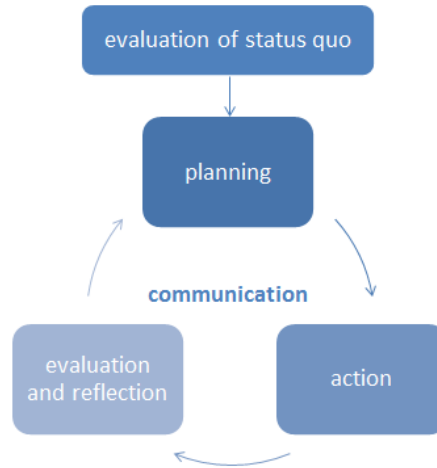 evaluation of status quo
planning
communication
evaluation
and reflection
action